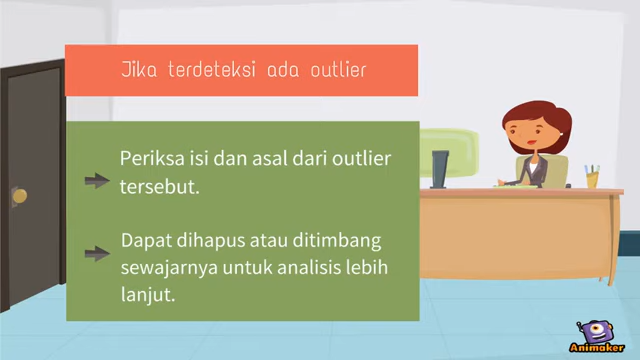 Jika terdeteksi ada outlier
Periksa isi dan asal dari outlier
tersebut.
Dapat dihapus atau ditimbang
sewajarnya untuk analisis lebih
lanjut.
Animaker